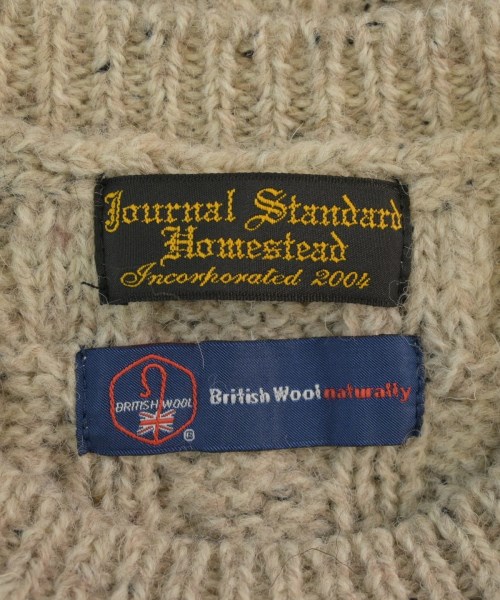 Journal Standard
Homestead
Incorporated 2004
BRITISH WOOL
®
British Wool naturally